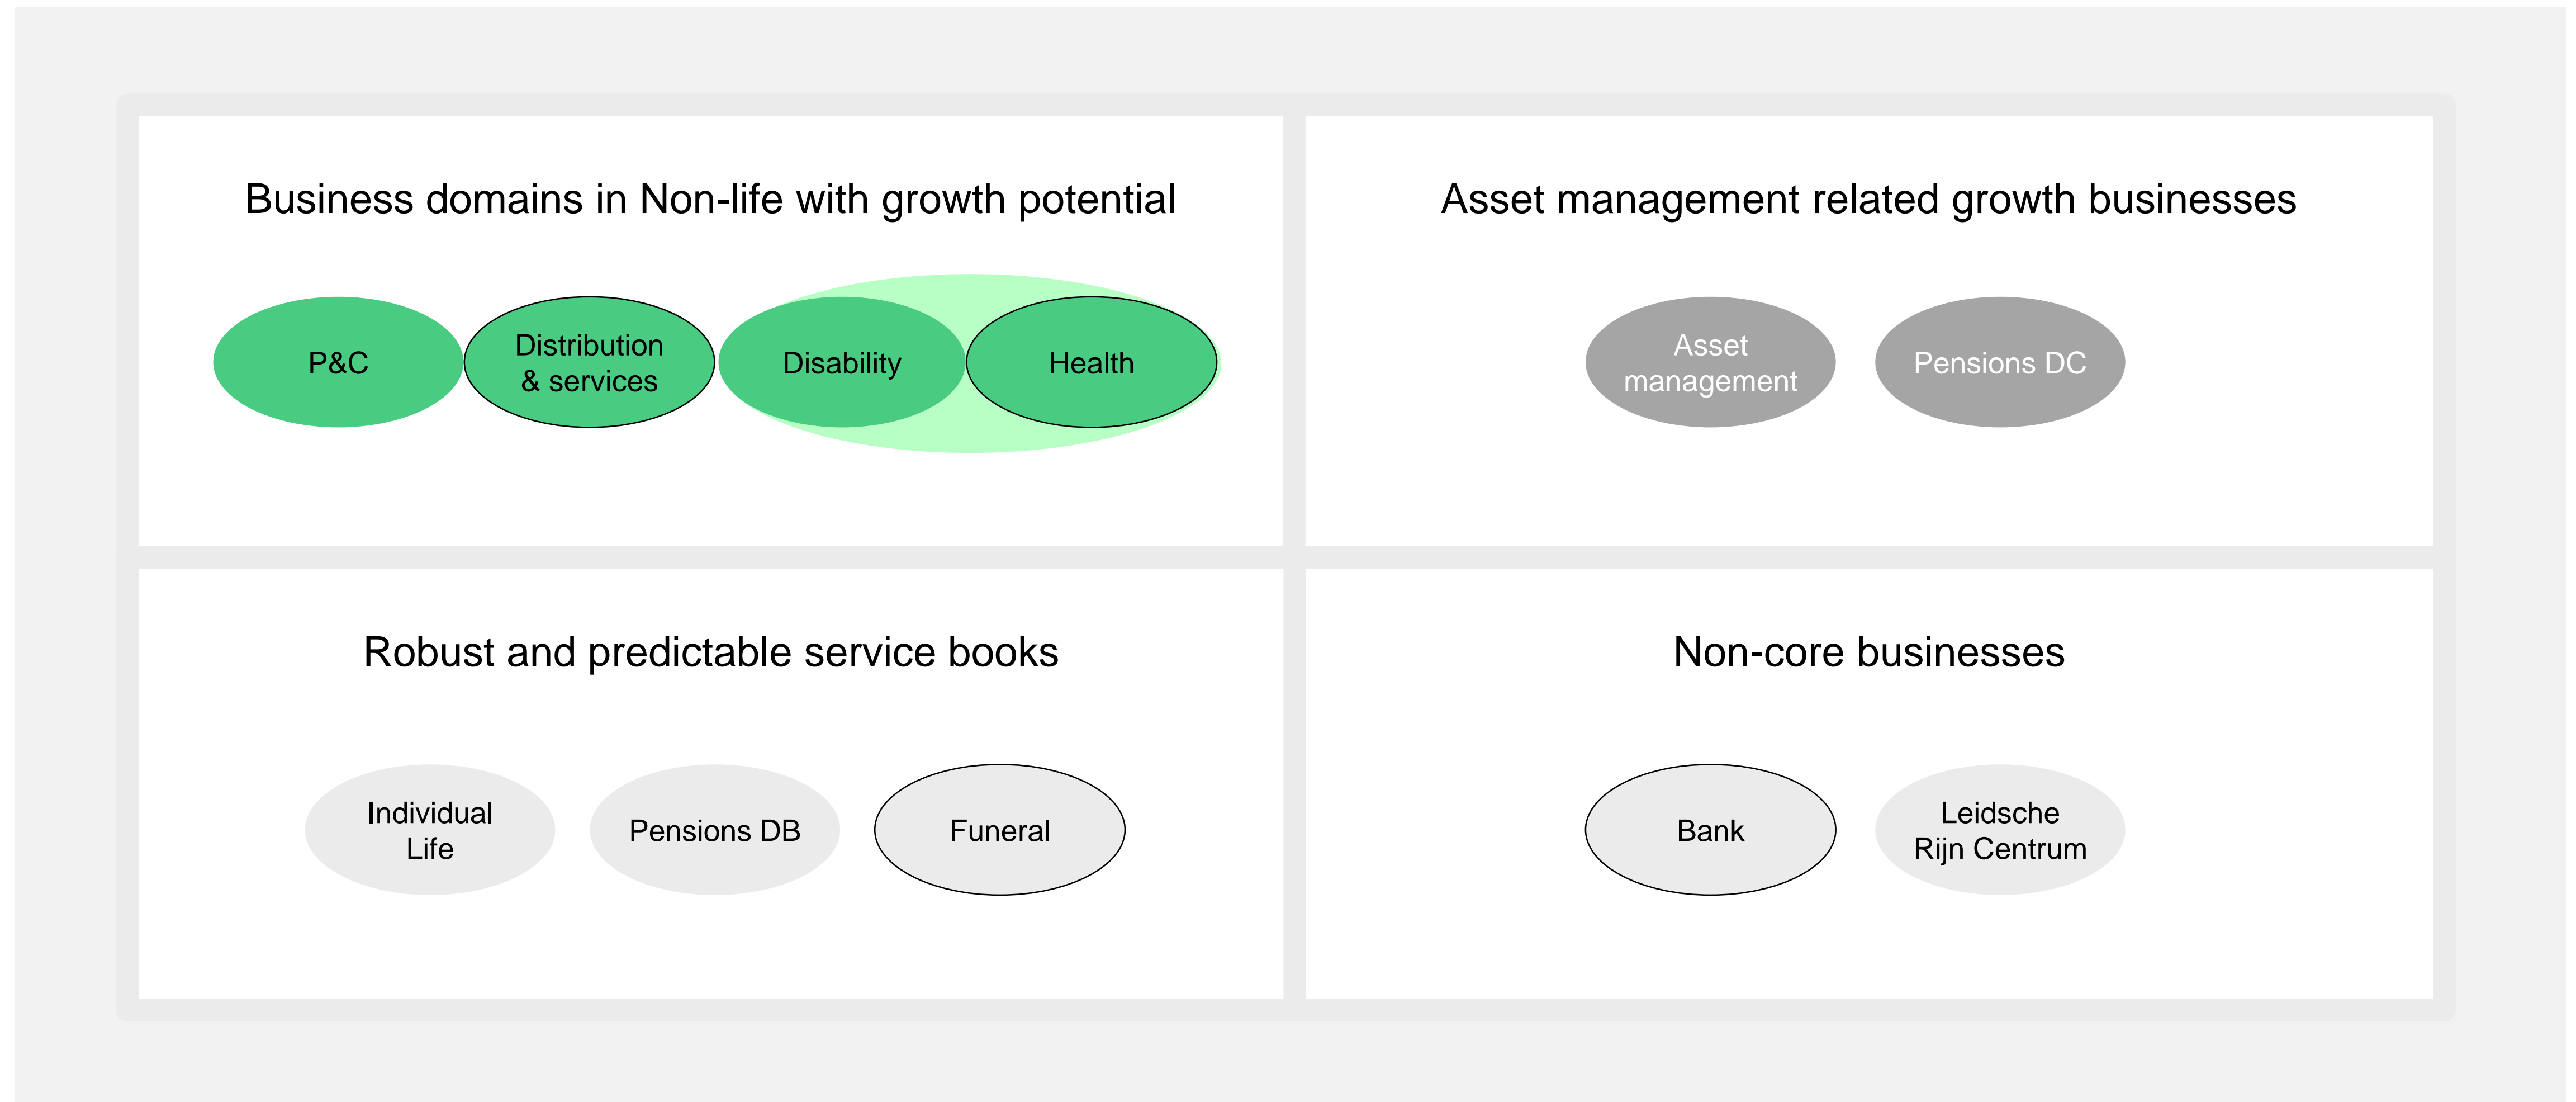 Business domains in Non-life with growth potential
P&C
Distribution
& services
Disability
Health
Asset management related growth businesses
Asset
management
Pensions DC
Robust and predictable service books
Individual
Life
Pensions DB
Funeral
Non-core businesses
Bank
Leidsche
Rijn Centrum